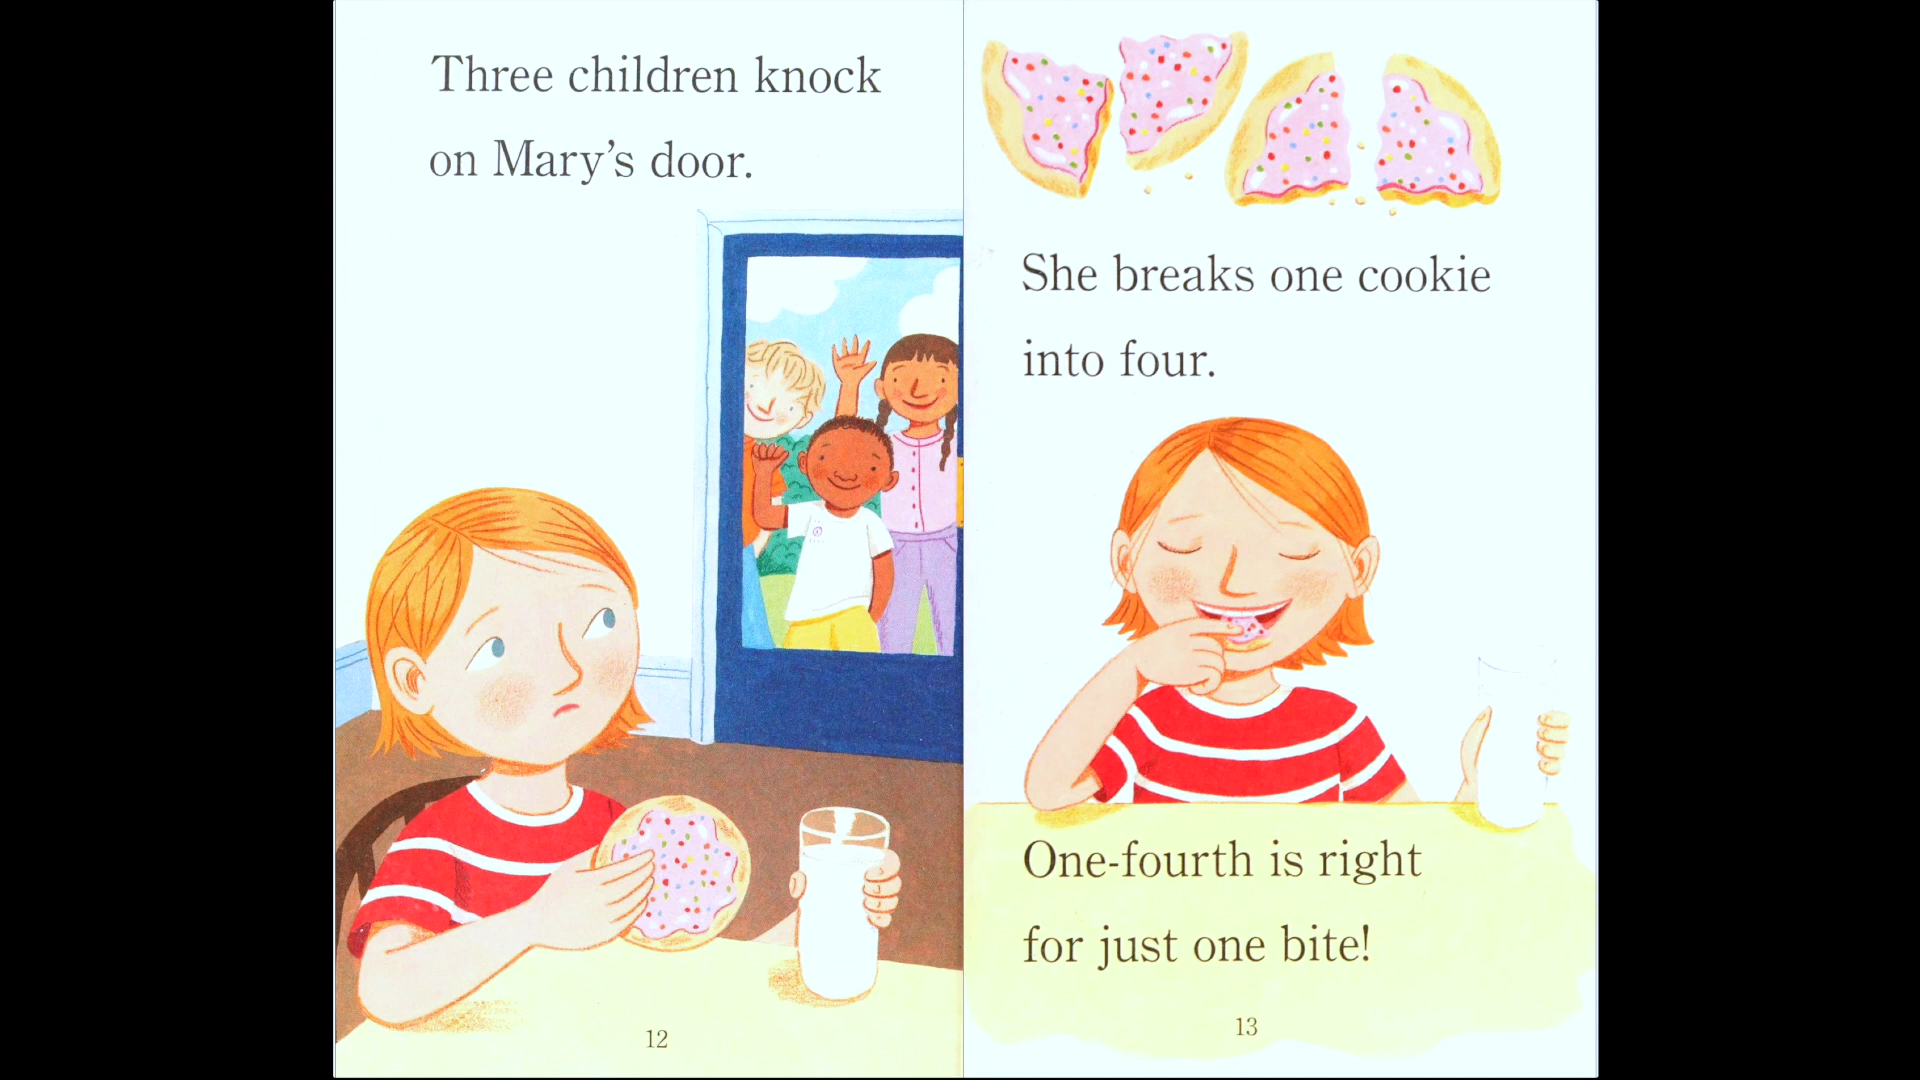 Three children knock
on Mary's door.
12
She breaks one cookie
into four.
One-fourth is right
for just one bite!
13